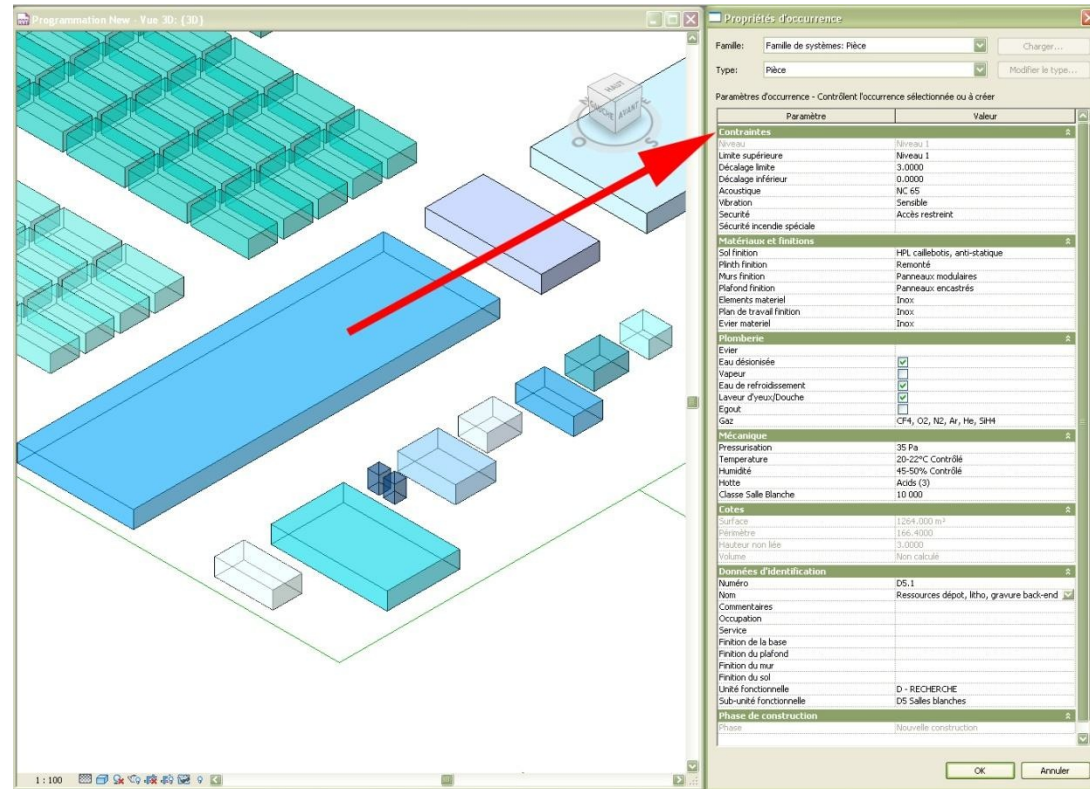 Programmation New - Vue 3D: {3D}
HAUT
GAUCHE
AVANT
O
S
1 : 100
Propriétés d'occurrence
Famille: Famille de systèmes: Pièce Charger...
Type: Pièce Modifier le type...
Paramètres d'occurrence - Contrôlent l'occurrence sélectionnée ou à créer
Paramètre Valeur
Contraintes
Niveau Niveau 1
Limite supérieure Niveau 1
Décalage limite 3.0000
Décalage inférieur 0.0000
Acoustique NC 65
Vibration Sensible
Securité Accès restreint
Sécurité incendie spéciale
Matériaux et finitions
Sol finition HPL caillebotis, anti-statique
Plinth finition Remonté
Murs finition Panneaux modulaires
Plafond finition Panneaux encastrés
Elements materiel Inox
Plan de travail finition Inox
Evier materiel Inox
Plomberie
Evier
Eau désionisée
Vapeur
Eau de refroidissement
Laveur d'yeux/Douche
Egout
Gaz CF4, O2, N2, Ar, He, SiH4
Mécanique
Pressurisation 35 Pa
Temperature 20-22°C Contrôlé
Humidité 45-50% Contrôlé
Hotte Acids (3)
Classe Salle Blanche 10 000
Cotes
Surface 1264.000 m²
Périmètre 166.4000
Hauteur non liée 3.0000
Volume Non calculé
Données d'identification
Numéro D5.1
Nom Ressources dépot, litho, gravure back-end
Commentaires
Occupation
Service
Finition de la base
Finition du plafond
Finition du mur
Finition du sol
Unité fonctionnelle D - RECHERCHE
Sub-unité fonctionnelle D5 Salles blanches
Phase de construction
Phase Nouvelle construction
OK Annuler